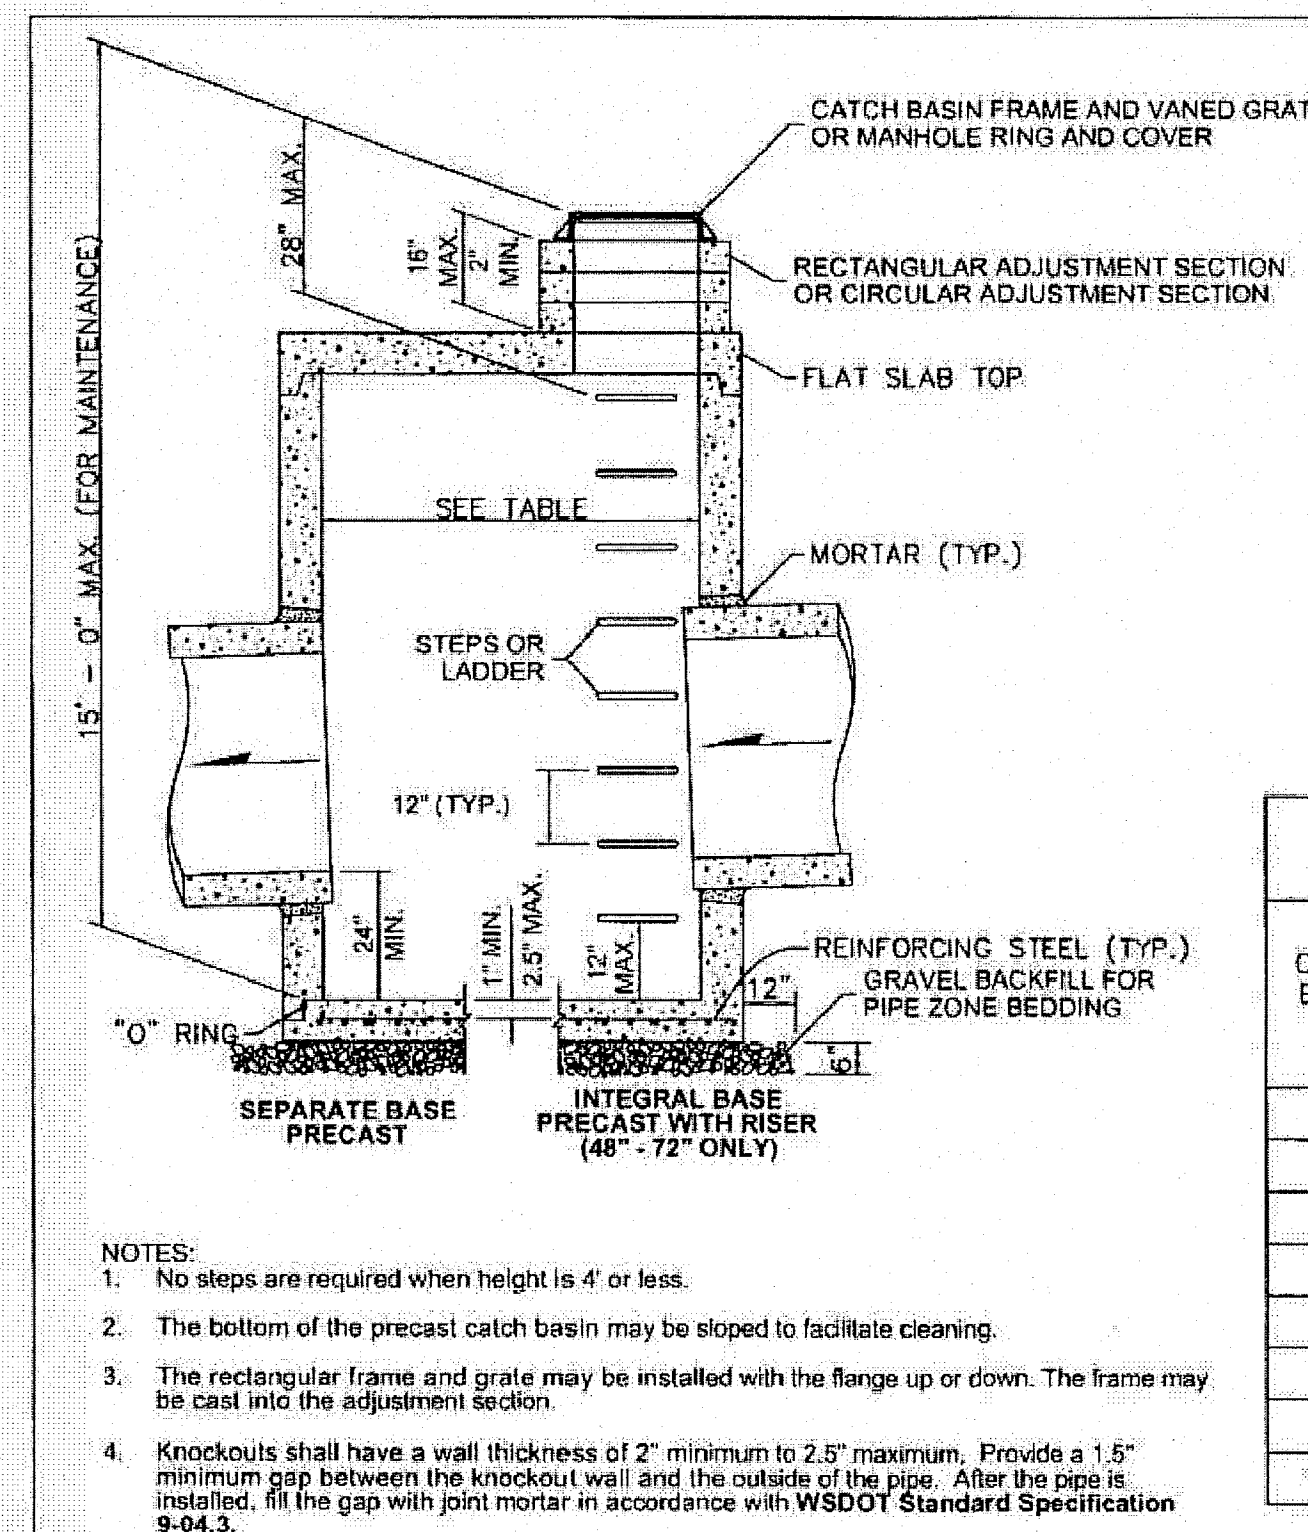 CATCH BASIN FRAME AND VANED GRAT
OR MANHOLE RING AND COVER
28" MAX.
16"
MAX.
2"
MIN.
RECTANGULAR ADJUSTMENT SECTION
OR CIRCULAR ADJUSTMENT SECTION
15' - 0" MAX. (FOR MAINTENANCE)
FLAT SLAB TOP
SEE TABLE
MORTAR (TYP.)
STEPS OR
LADDER
12" (TYP.)
24"
MIN.
1" MIN.
2.5" MAX.
12"
MAX.
REINFORCING STEEL (TYP.)
12"
GRAVEL BACKFILL FOR
PIPE ZONE BEDDING
"O" RING
6"
SEPARATE BASE
PRECAST
INTEGRAL BASE
PRECAST WITH RISER
(48" - 72" ONLY)
NOTES:
1. No steps are required when height is 4' or less.
2. The bottom of the precast catch basin may be sloped to facilitate cleaning.
3. The rectangular frame and grate may be installed with the flange up or down. The frame may
be cast into the adjustment section.
4. Knockouts shall have a wall thickness of 2" minimum to 2.5" maximum. Provide a 1.5"
minimum gap between the knockout wall and the outside of the pipe. After the pipe is
installed, fill the gap with joint mortar in accordance with WSDOT Standard Specification
9-04.3.